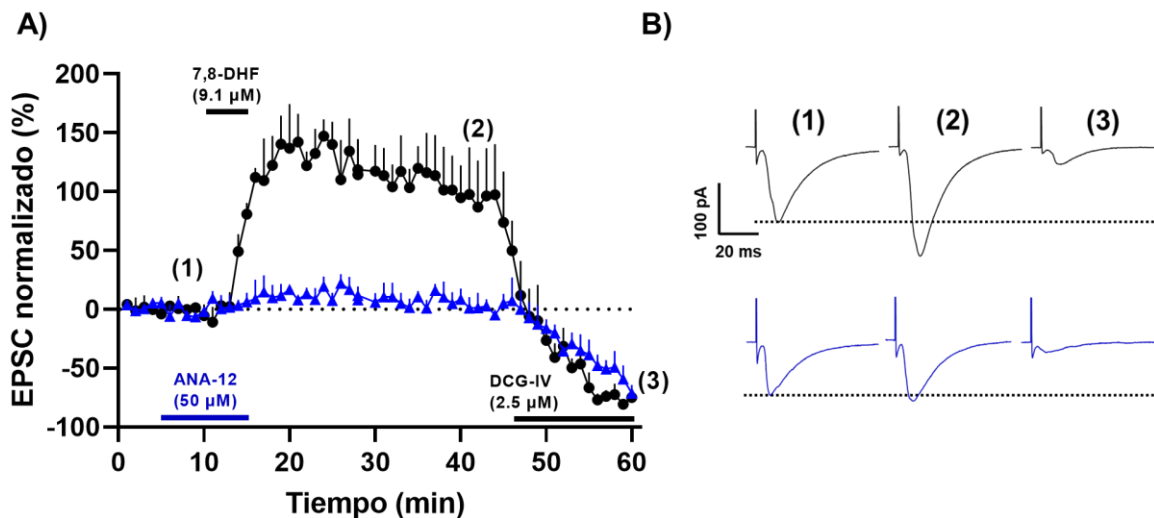 A)
EPSC normalizado (%)
200
150
100
50
0
-50
-100
7,8-DHF
(9.1 µM)
(1)
(2)
(3)
ANA-12
(50 µM)
DCG-IV
(2.5 µM)
0 10 20 30 40 50 60
Tiempo (min)
B)
(1) (2) (3)
100 pA
20 ms